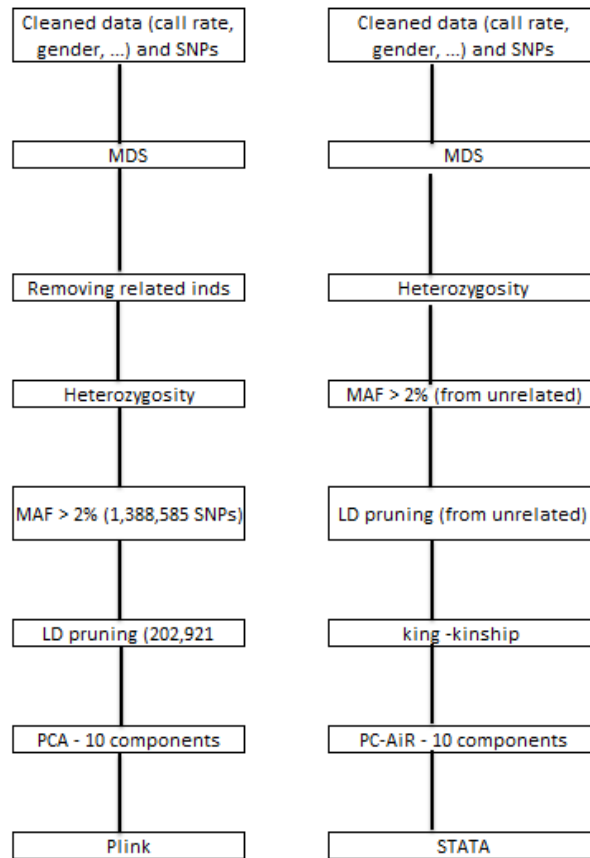 Cleaned data (call rate,
gender, ...) and SNPs
MDS
Removing related inds
Heterozygosity
MAF > 2% (1,388,585 SNPs)
LD pruning (202,921
PCA - 10 components
Plink
Cleaned data (call rate,
gender, ...) and SNPs
MDS
Heterozygosity
MAF > 2% (from unrelated)
LD pruning (from unrelated)
king -kinship
PC-AiR - 10 components
STATA